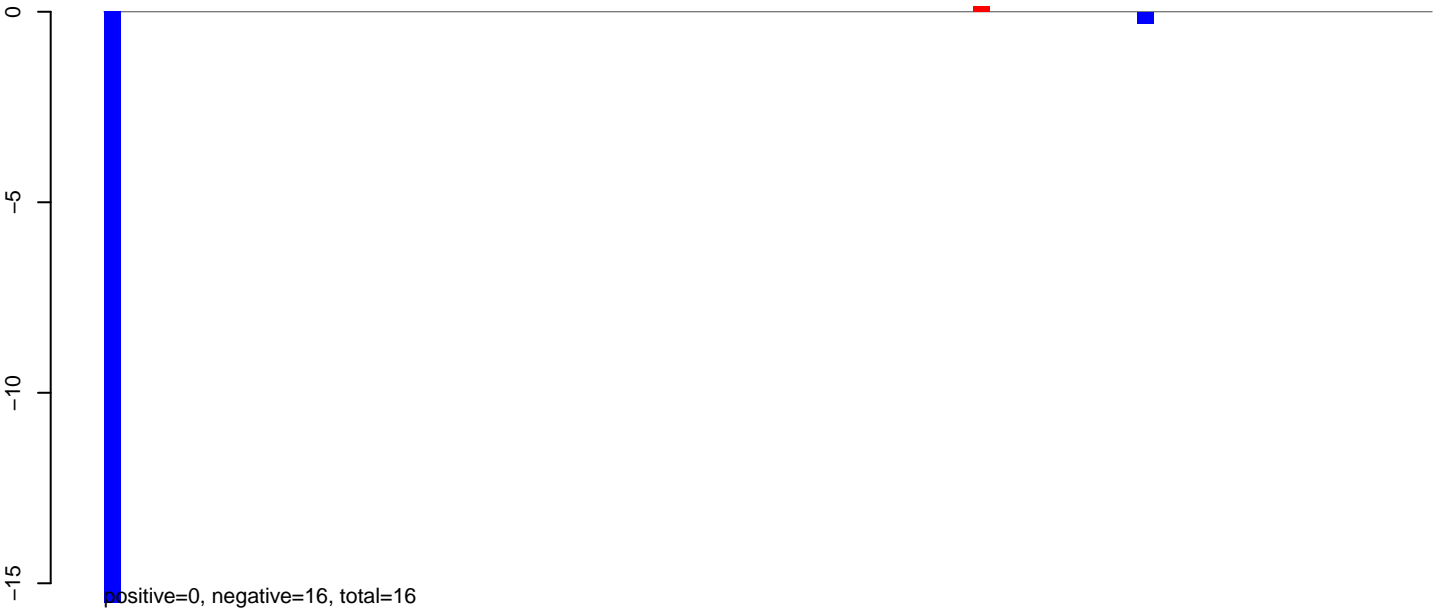 0
−5
−10
−15
positive=0, negative=16, total=16